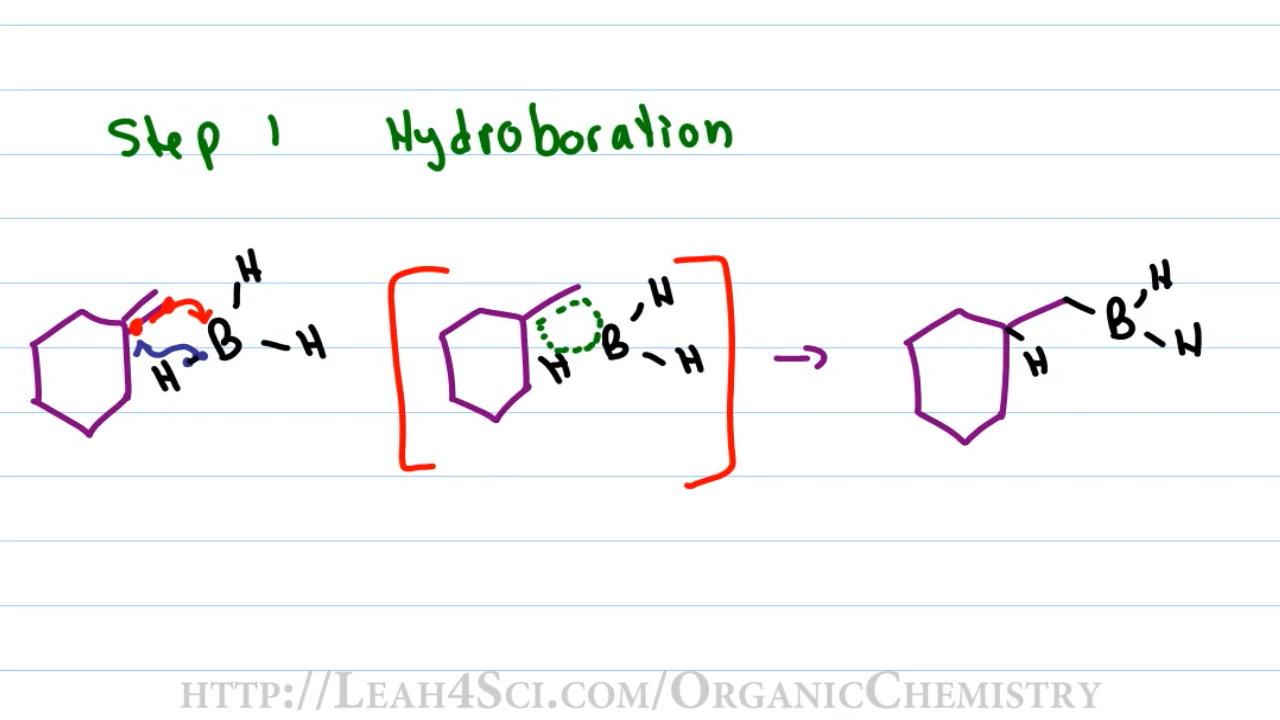 Step 1 Hydroboration
H H H
B H B H B H
H H H
HTTP://LEAH4SCI.COM/ORGANICCHEMISTRY